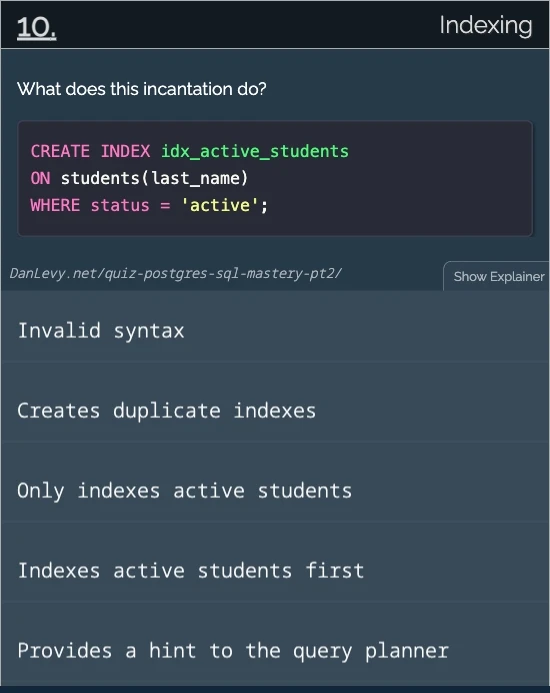 10.
Indexing
What does this incantation do?
CREATE INDEX idx_active_students
ON students(last_name)
WHERE status = 'active';
DanLevy.net/quiz-postgres-sql-mastery-pt2/
Show Explainer
Invalid syntax
Creates duplicate indexes
Only indexes active students
Indexes active students first
Provides a hint to the query planner